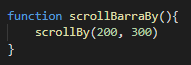 function scrollBarraBy(){
    scrollBy(200, 300)
}